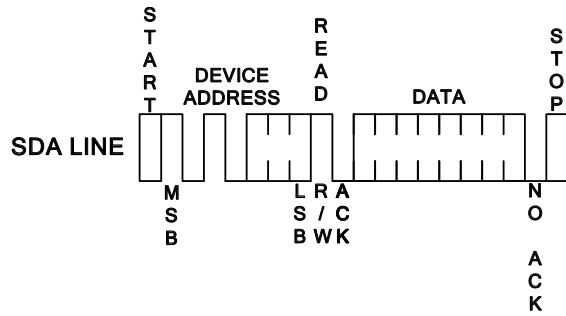 START
DEVICE
ADDRESS
READ
DATA
STOP
SDA LINE
MSB
LSB
R/W
ACK
NO ACK